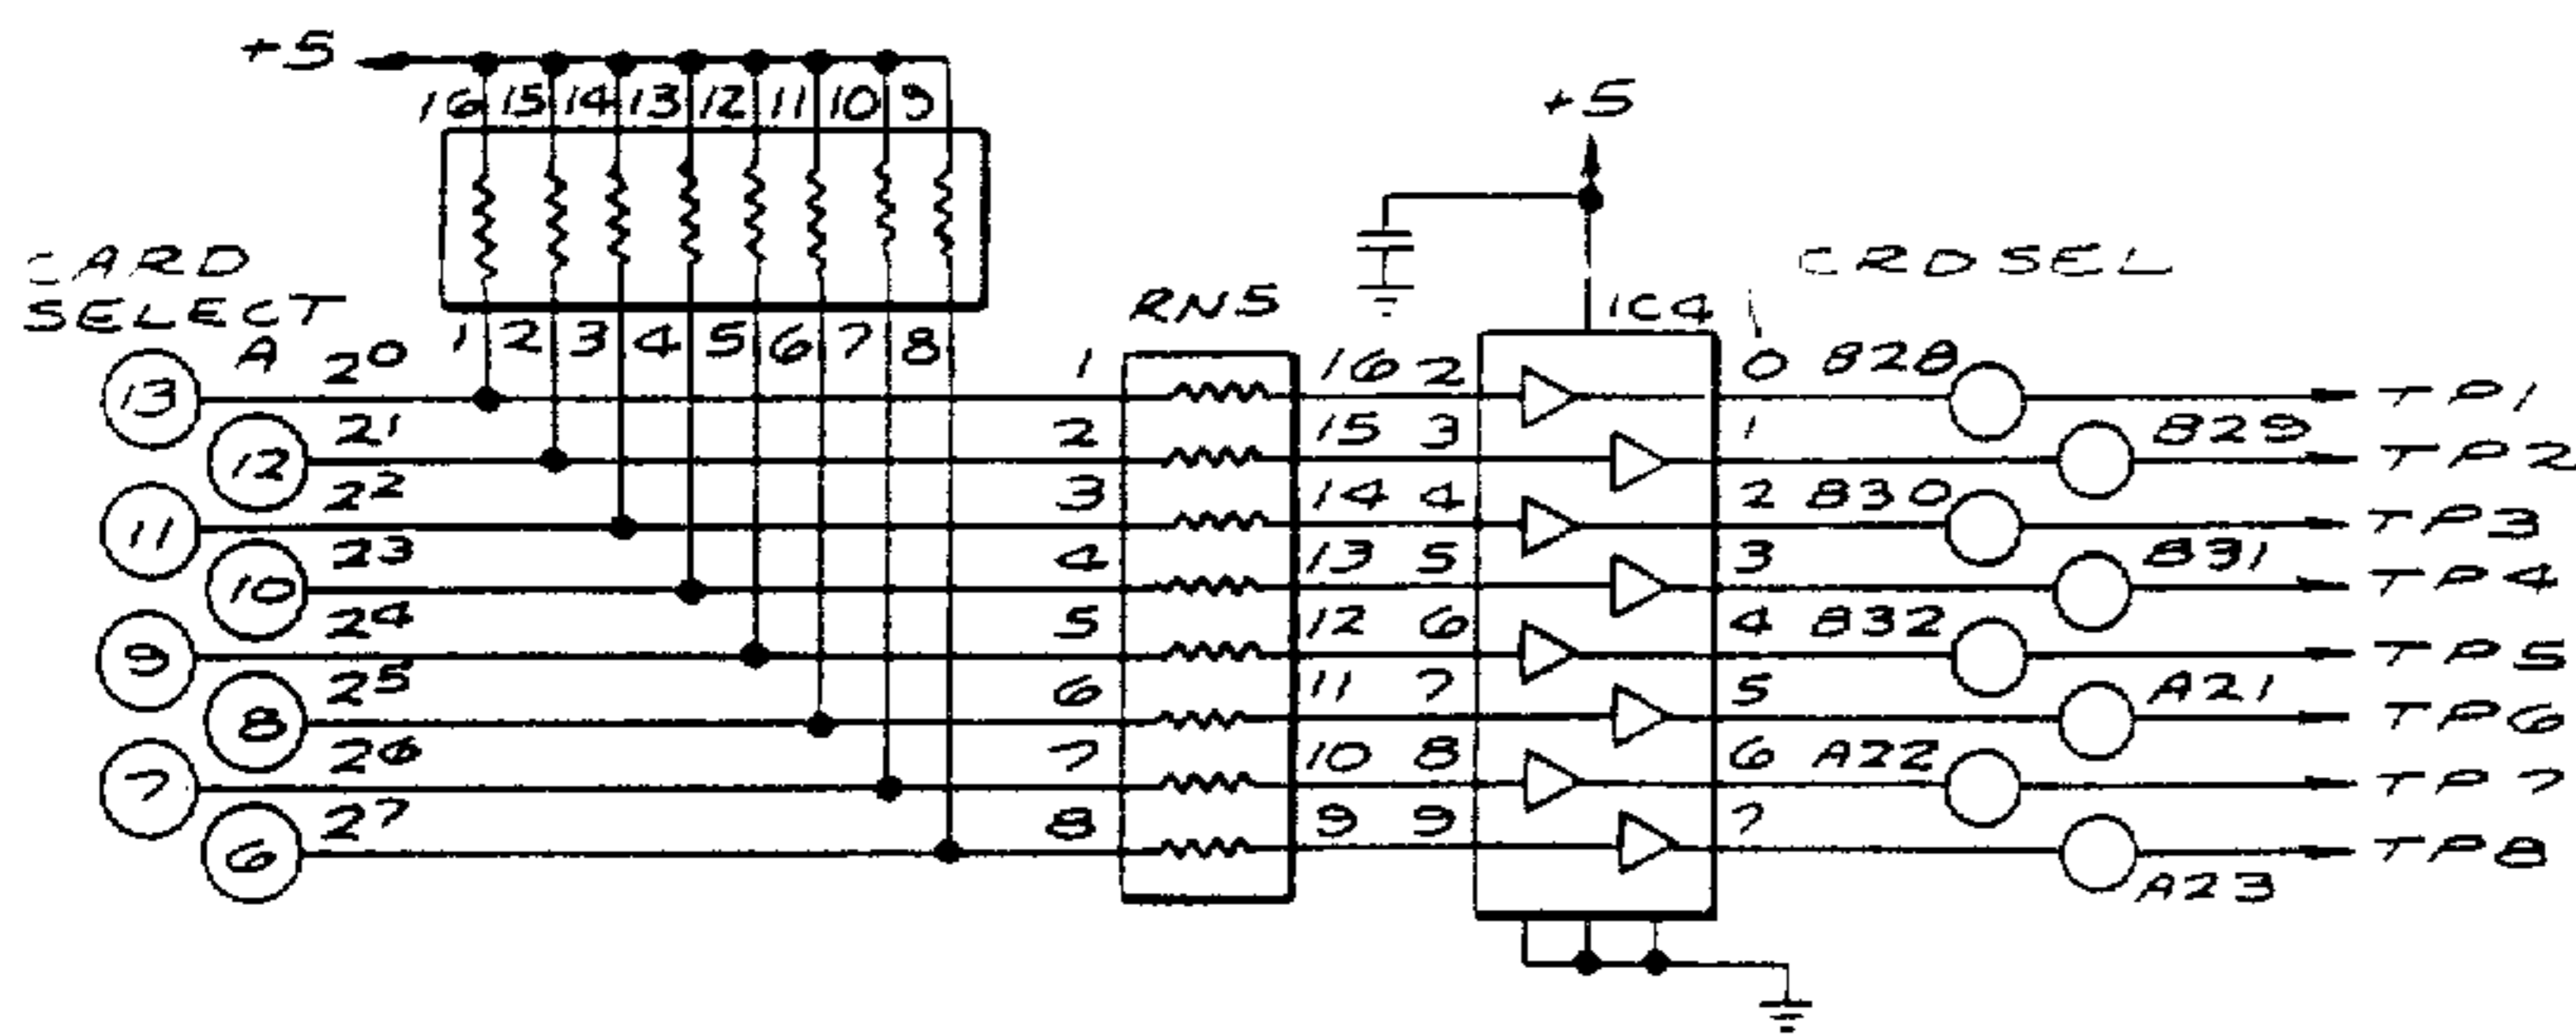 +5
16 15 14 13 12 11 10 9
+5
CARD
SELECT
CRDSEL
RN5
IC4
A
1 2 3 4 5 6 7 8
13 2⁰ 1 16 2 0 B28 TP1
12 2¹ 2 15 3 1 B29 TP2
11 2² 3 14 4 2 B30 TP3
10 2³ 4 13 5 3 B31 TP4
9 2⁴ 5 12 6 4 B32 TP5
8 2⁵ 6 11 7 5 A21 TP6
7 2⁶ 7 10 8 6 A22 TP7
6 2⁷ 8 9 9 7 A23 TP8